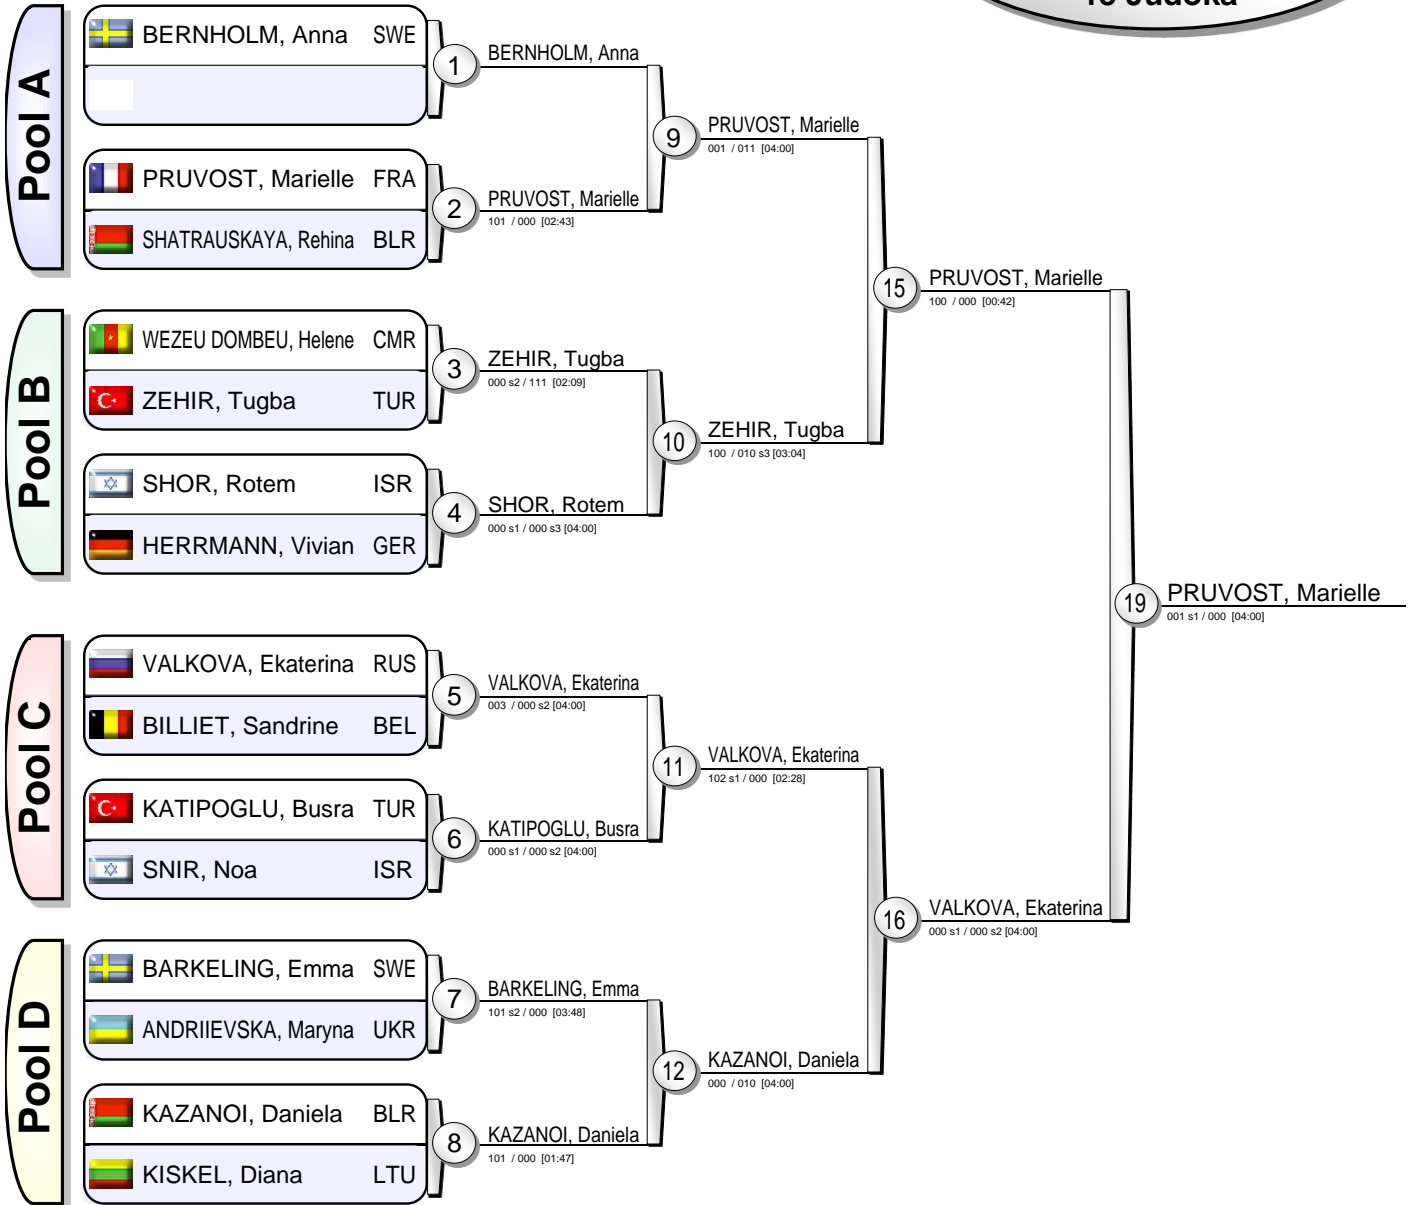 15 Judoka
Pool A
BERNHOLM, Anna SWE
PRUVOST, Marielle FRA
SHATRAUSKAYA, Rehina BLR
1
BERNHOLM, Anna
2
PRUVOST, Marielle
101 / 000 [02:43]
9
PRUVOST, Marielle
001 / 011 [04:00]
Pool B
WEZEU DOMBEU, Helene CMR
ZEHIR, Tugba TUR
SHOR, Rotem ISR
HERRMANN, Vivian GER
3
ZEHIR, Tugba
000 s2 / 111 [02:09]
4
SHOR, Rotem
000 s1 / 000 s3 [04:00]
10
ZEHIR, Tugba
100 / 010 s3 [03:04]
15
PRUVOST, Marielle
100 / 000 [00:42]
Pool C
VALKOVA, Ekaterina RUS
BILLIET, Sandrine BEL
KATIPOGLU, Busra TUR
SNIR, Noa ISR
5
VALKOVA, Ekaterina
003 / 000 s2 [04:00]
6
KATIPOGLU, Busra
000 s1 / 000 s2 [04:00]
11
VALKOVA, Ekaterina
102 s1 / 000 [02:28]
Pool D
BARKELING, Emma SWE
ANDRIIEVSKA, Maryna UKR
KAZANOI, Daniela BLR
KISKEL, Diana LTU
7
BARKELING, Emma
101 s2 / 000 [03:48]
8
KAZANOI, Daniela
101 / 000 [01:47]
12
KAZANOI, Daniela
000 / 010 [04:00]
16
VALKOVA, Ekaterina
000 s1 / 000 s2 [04:00]
19
PRUVOST, Marielle
001 s1 / 000 [04:00]